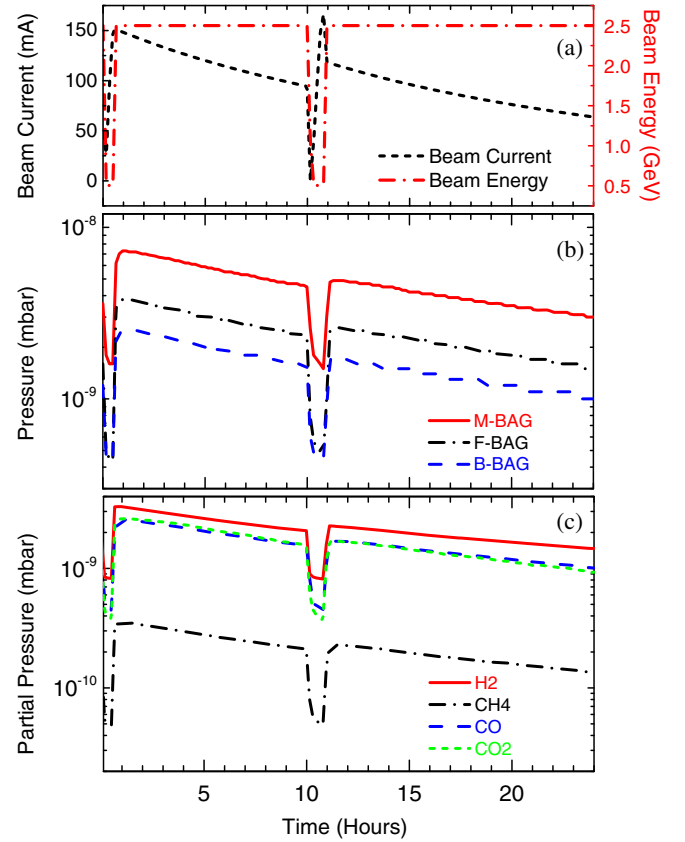 (a)
150
100
50
0
Beam Current (mA)
2.5
2.0
1.5
1.0
0.5
Beam Energy (GeV)
Beam Current
Beam Energy
(b)
10⁻⁸
10⁻⁹
Pressure (mbar)
M-BAG
F-BAG
B-BAG
(c)
10⁻⁹
10⁻¹⁰
Partial Pressure (mbar)
H2
CH4
CO
CO2
5 10 15 20
Time (Hours)